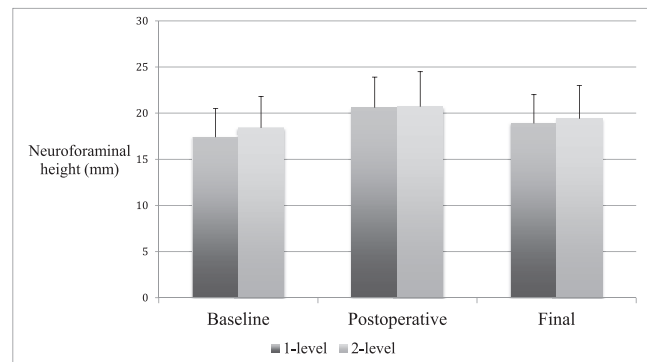 30
25
20
15
10
5
0
Neuroforaminal
height (mm)
Baseline Postoperative Final
1-level 2-level